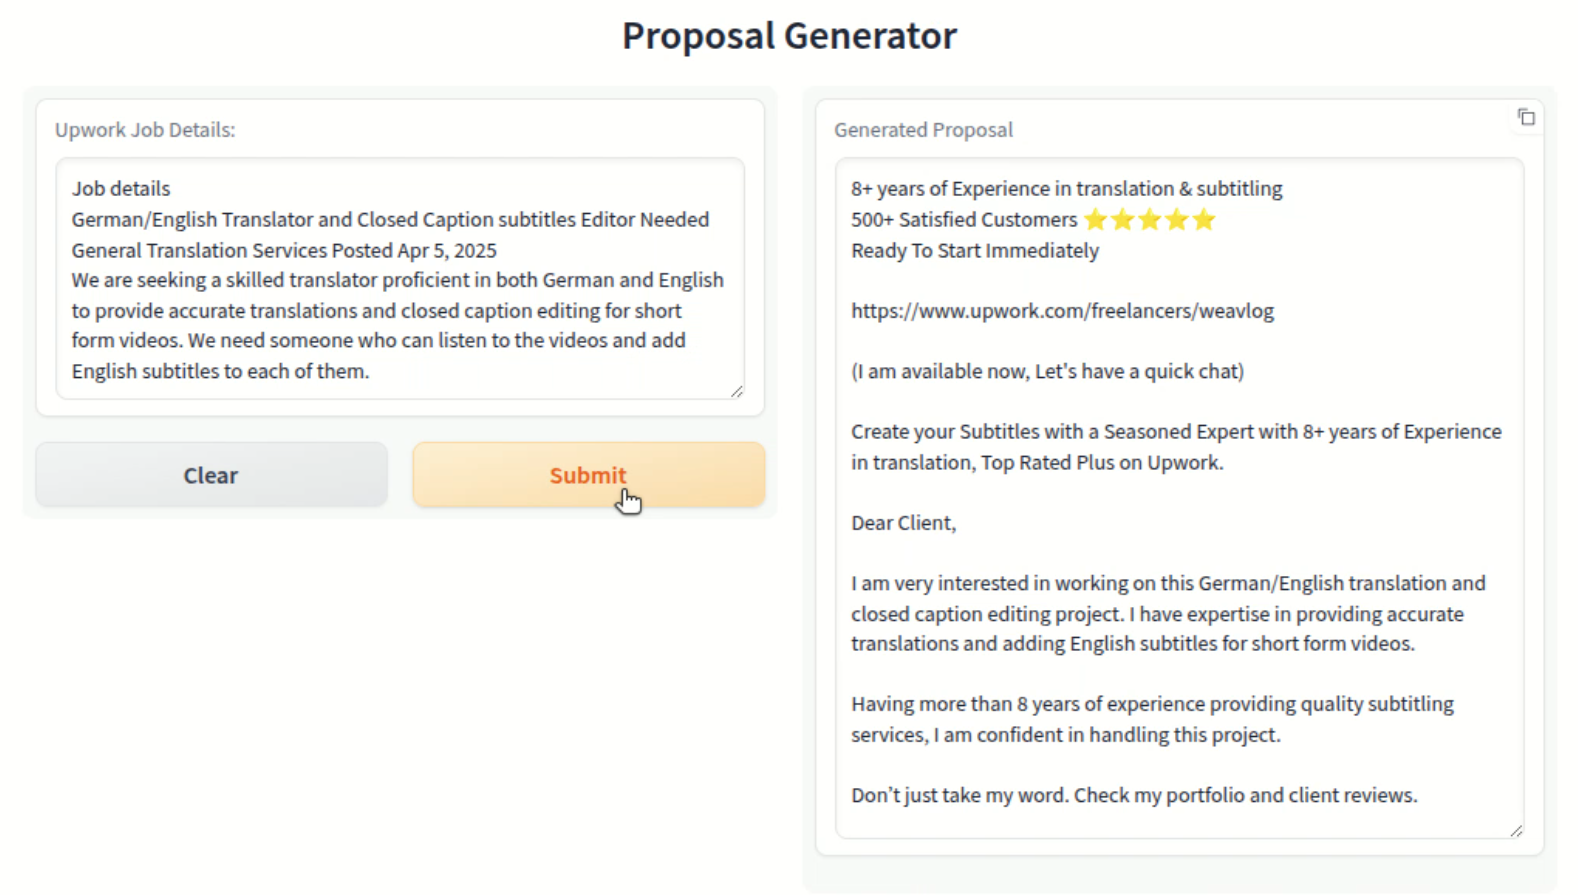 Proposal Generator
Upwork Job Details:
Job details
German/English Translator and Closed Caption subtitles Editor Needed
General Translation Services Posted Apr 5, 2025
We are seeking a skilled translator proficient in both German and English
to provide accurate translations and closed caption editing for short
form videos. We need someone who can listen to the videos and add
English subtitles to each of them.
Clear
Submit
Generated Proposal
8+ years of Experience in translation & subtitling
500+ Satisfied Customers ⭐⭐⭐⭐⭐
Ready To Start Immediately
https://www.upwork.com/freelancers/weavlog
(I am available now, Let's have a quick chat)
Create your Subtitles with a Seasoned Expert with 8+ years of Experience
in translation, Top Rated Plus on Upwork.
Dear Client,
I am very interested in working on this German/English translation and
closed caption editing project. I have expertise in providing accurate
translations and adding English subtitles for short form videos.
Having more than 8 years of experience providing quality subtitling
services, I am confident in handling this project.
Don’t just take my word. Check my portfolio and client reviews.